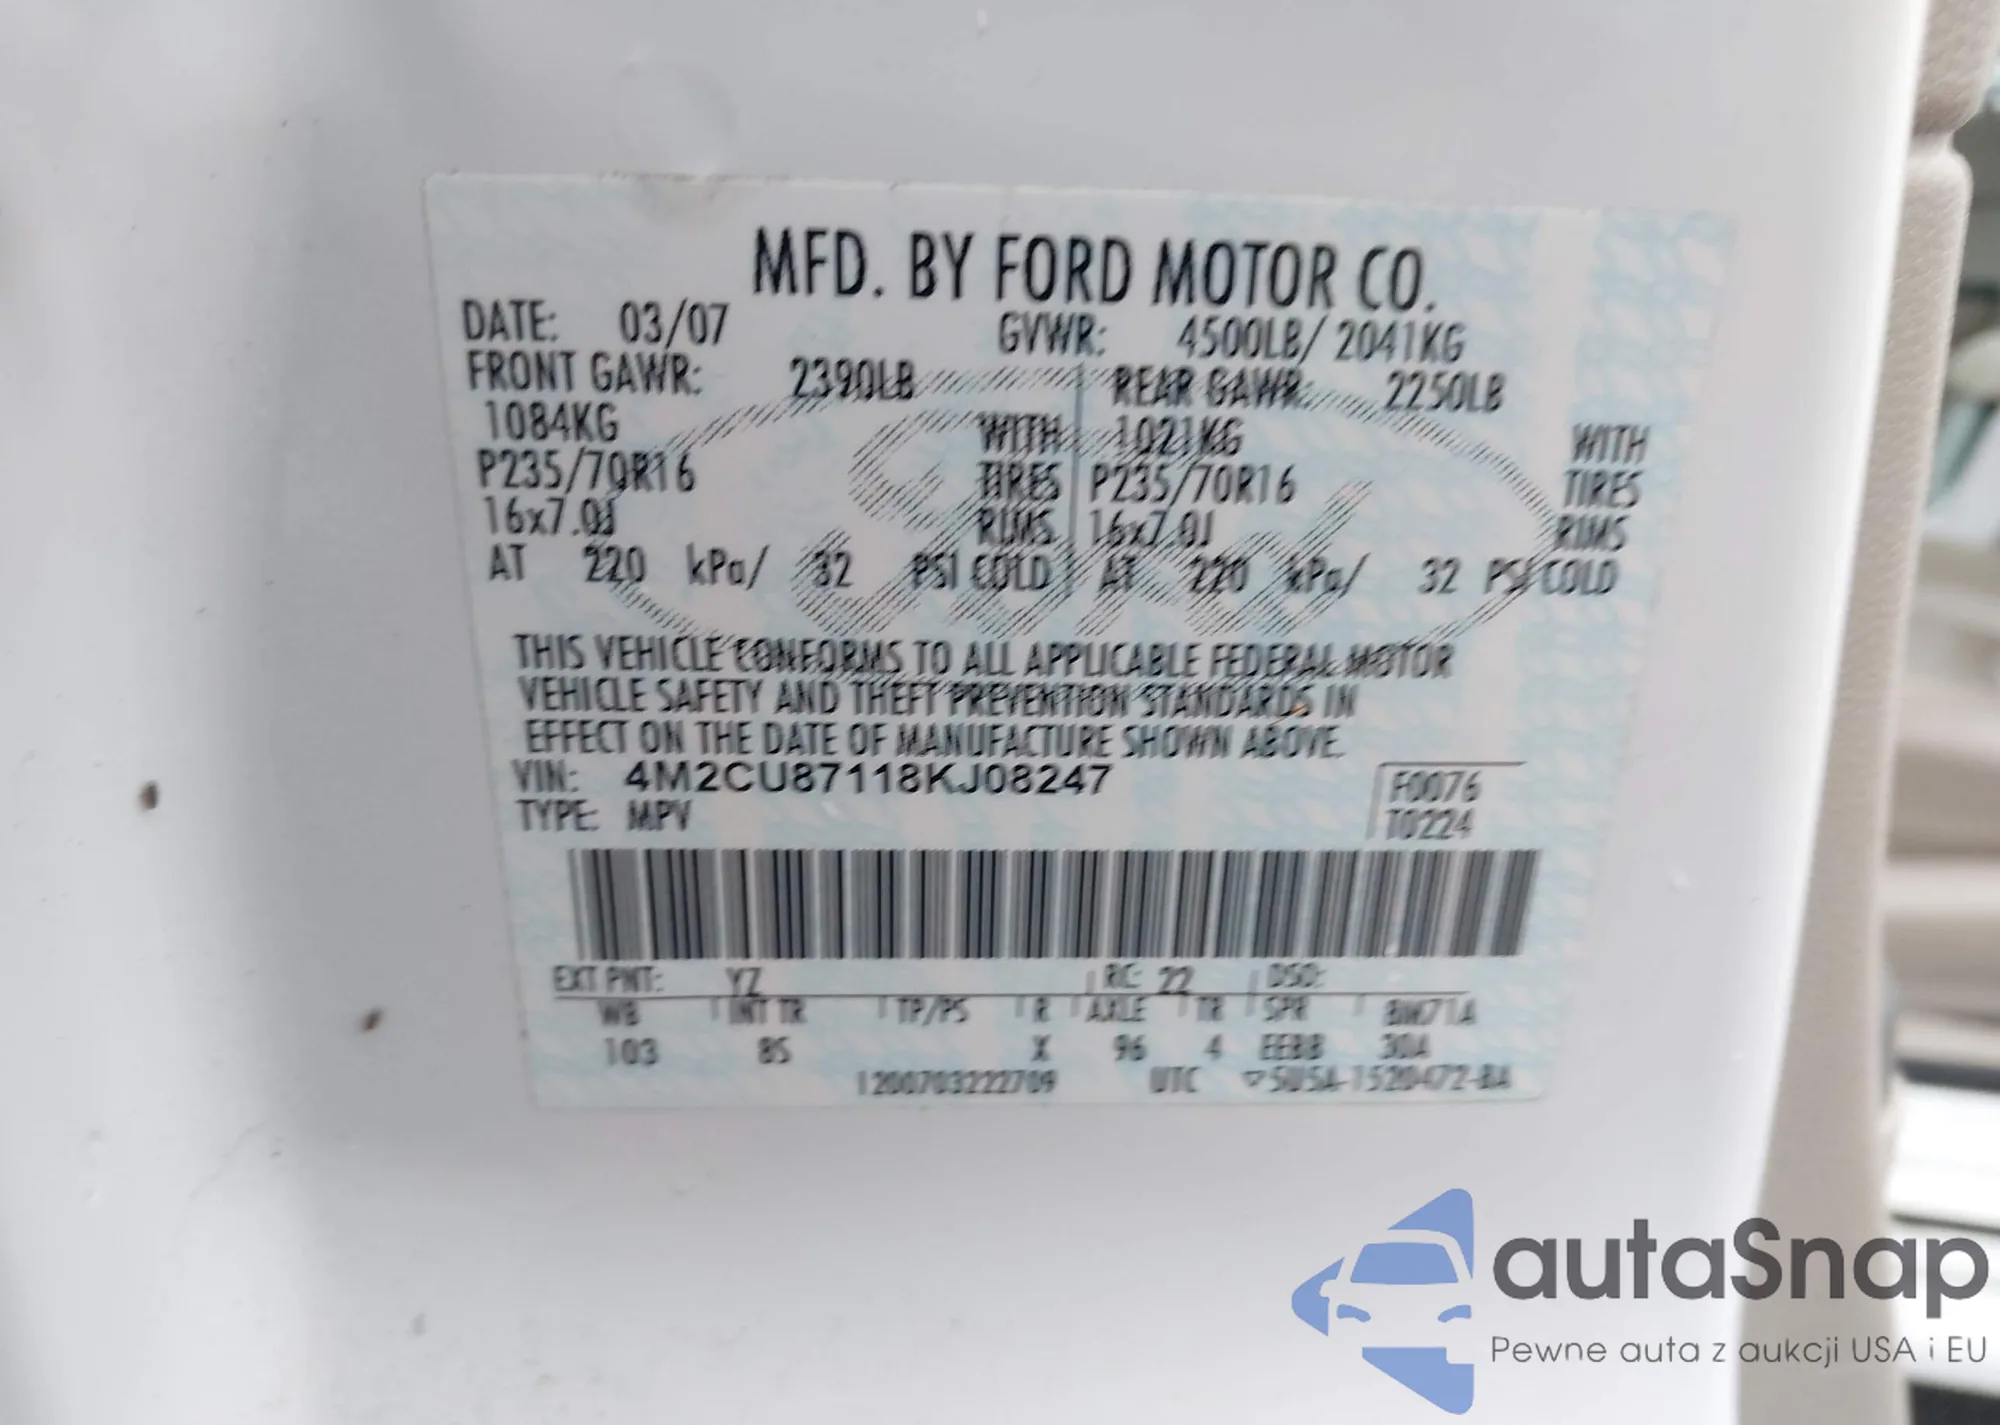 MFD. BY FORD MOTOR CO.
DATE: 03/07 GVWR: 4500LB/ 2041KG
FRONT GAWR: 2390LB REAR GAWR: 2250LB
1084KG WITH 1021KG WITH
P235/70R16 TIRES P235/70R16 TIRES
16x7.0J RIMS 16x7.0J RIMS
AT 220 kPa/ 32 PSI COLD AT 220 kPa/ 32 PSI COLD
THIS VEHICLE CONFORMS TO ALL APPLICABLE FEDERAL MOTOR
VEHICLE SAFETY AND THEFT PREVENTION STANDARDS IN
EFFECT ON THE DATE OF MANUFACTURE SHOWN ABOVE.
VIN: 4M2CU87118KJ08247 F0076
TYPE: MPV T0224
EXT PNT: YZ RC: 22 DSO:
WB INT TR TP/PS R AXLE TR SPR BW71A
103 85 X 96 4 EEBB 30A
1200703222709 UTC ▽5U5A-1520472-BA
autaSnap
Pewne auta z aukcji USA i EU